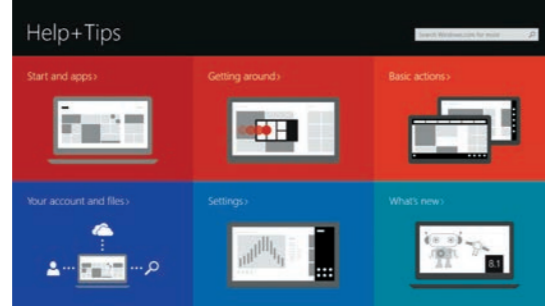 Help+Tips
Search Windows.com for more
Start and apps›
Getting around›
Basic actions›
Your account and files›
Settings›
What's new›
8.1